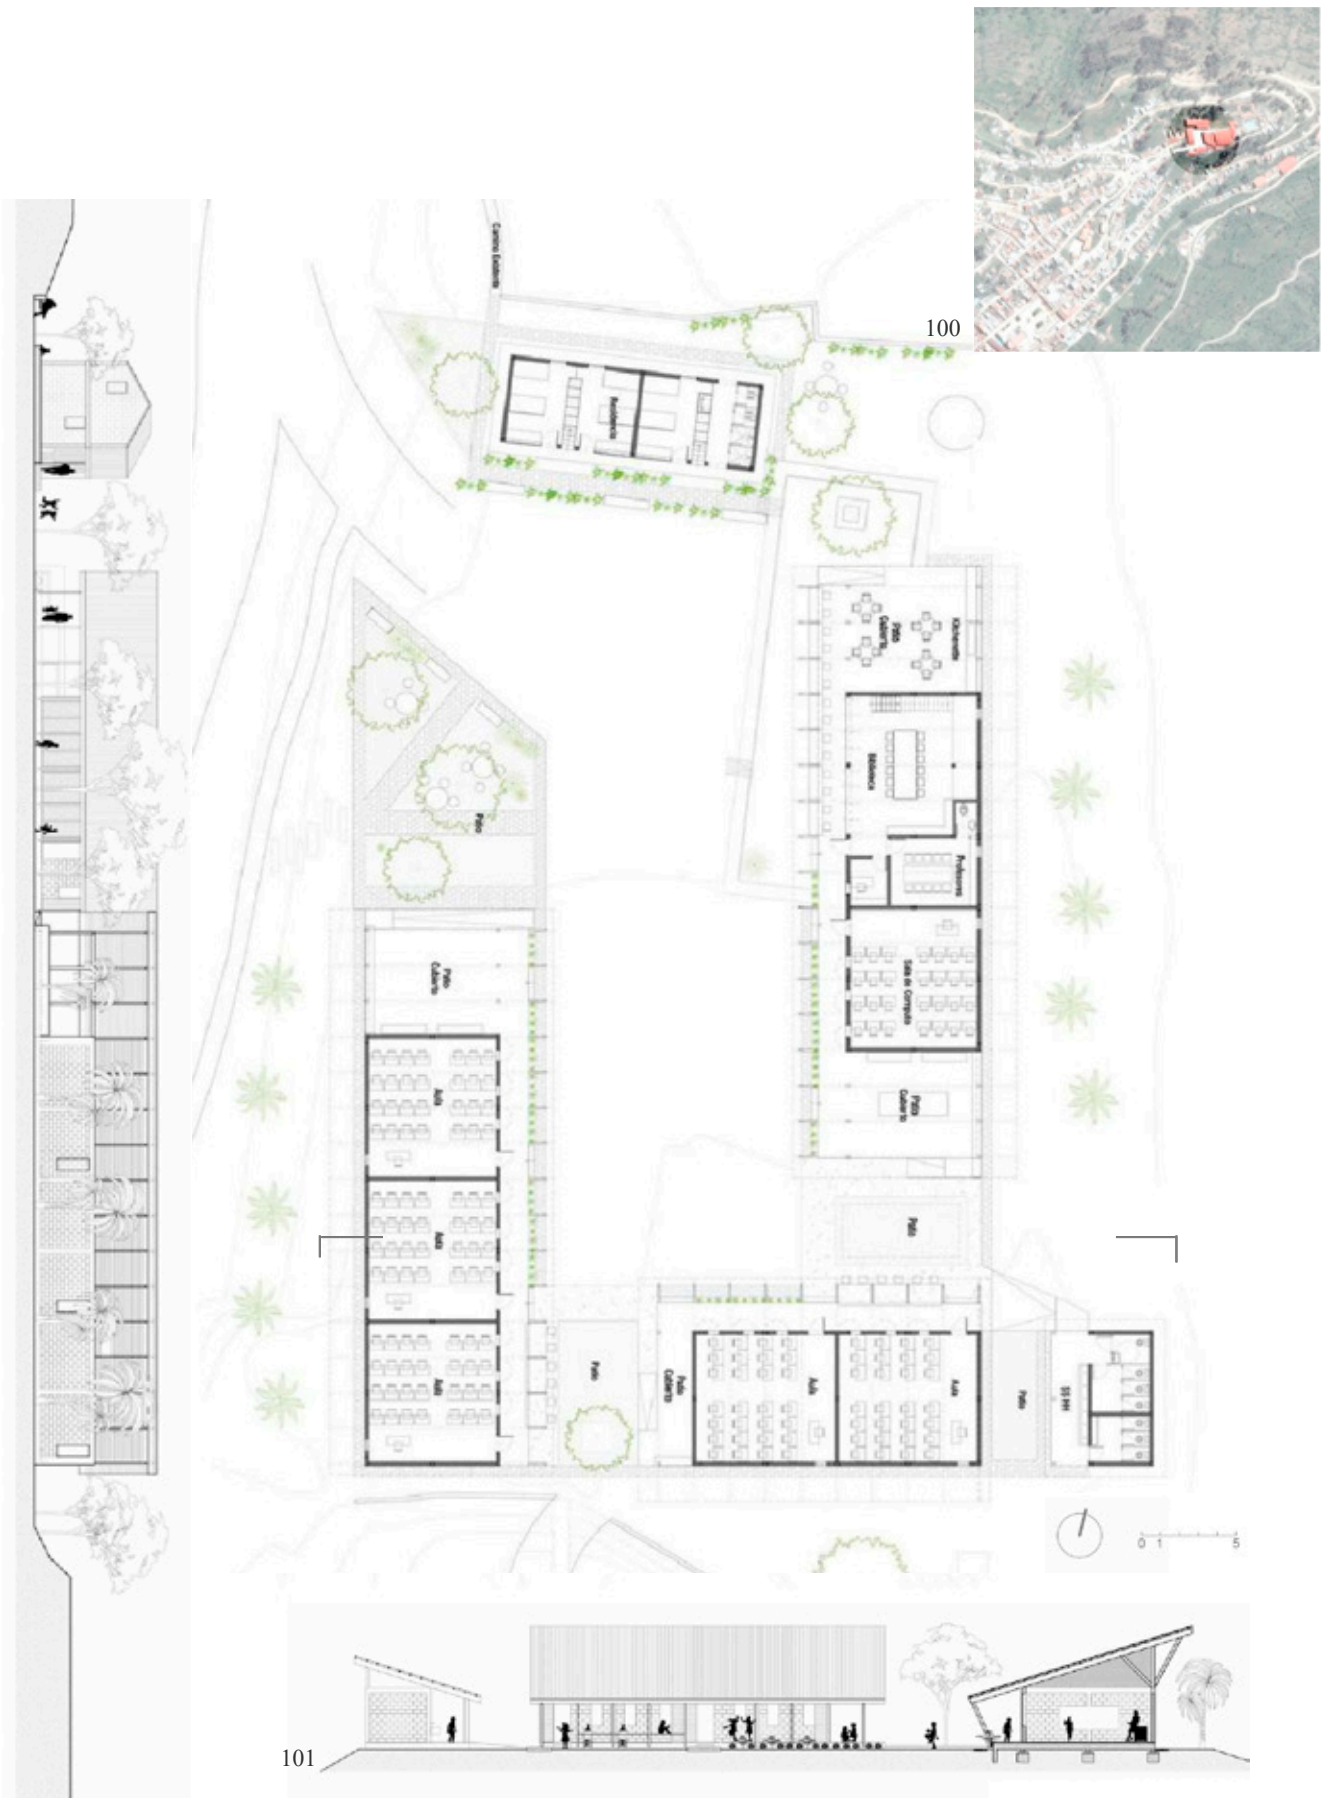 100
Camino Existente
Residencia
Kitchenette
Patio
Cubierto
Biblioteca
Profesores
Sala de Computo
Patio
Cubierto
Patio
Patio
Patio
Cubierto
Aula
Aula
Aula
Patio
Patio
Cubierto
Aula
Aula
Patio
SS HH
0 1 5
101